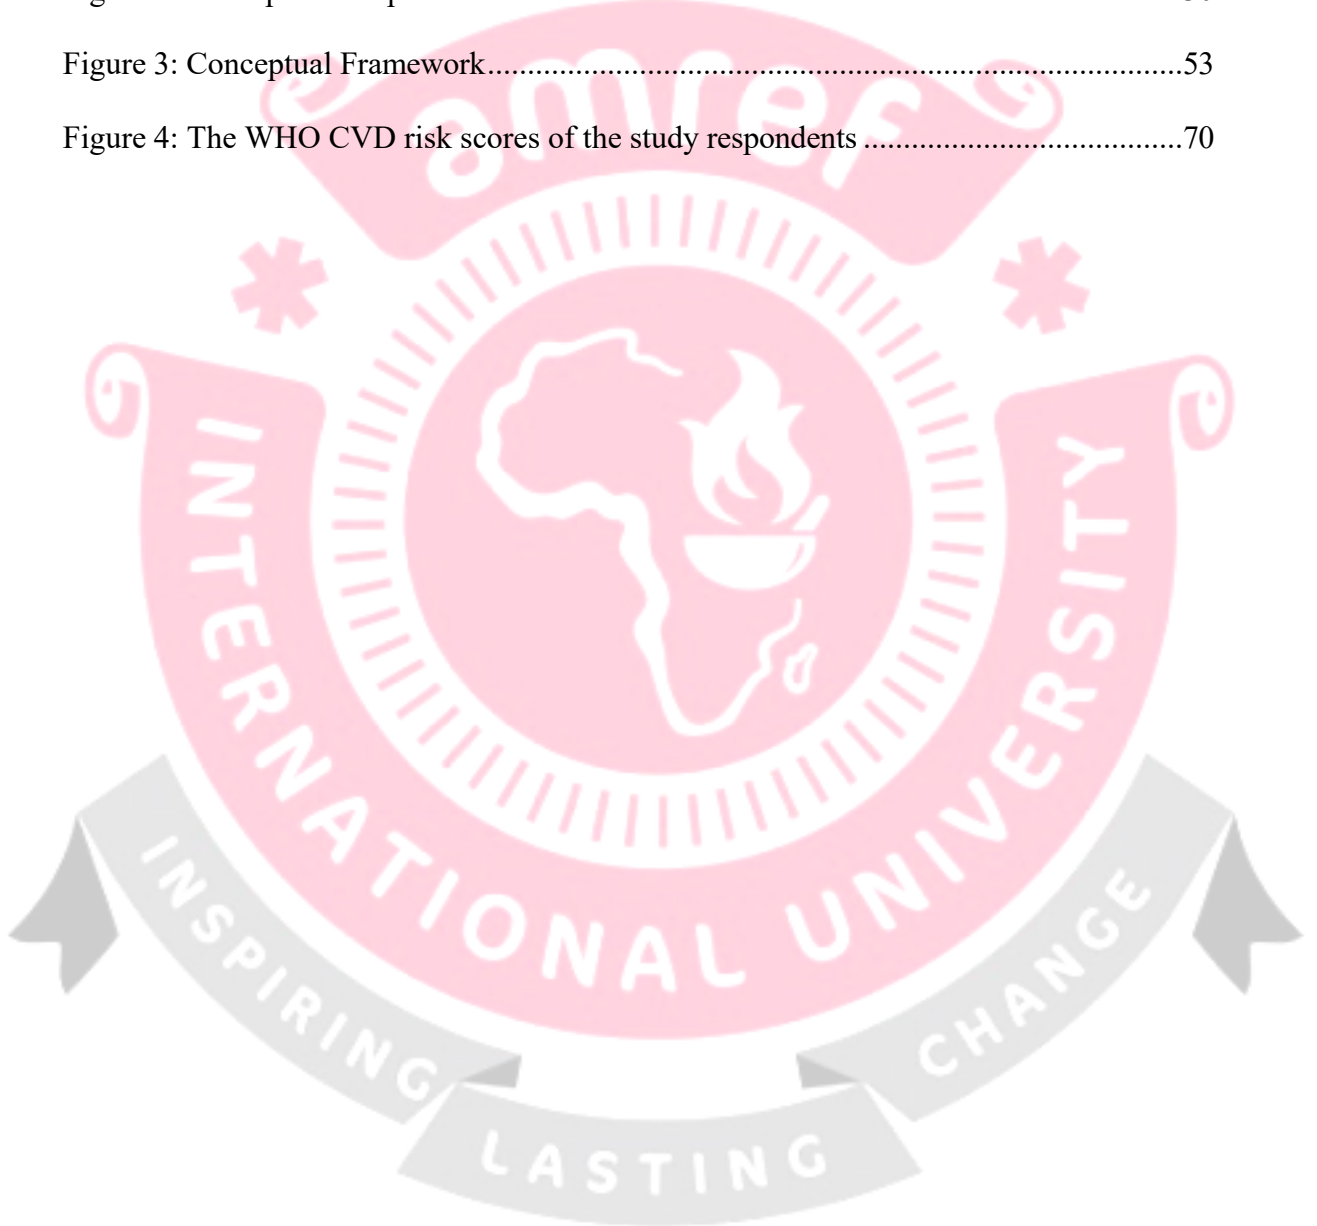 Figure 3: Conceptual Framework..........................................................................53
Figure 4: The WHO CVD risk scores of the study respondents ..................................70
amref
INTERNATIONAL UNIVERSITY
INSPIRING
LASTING
CHANGE